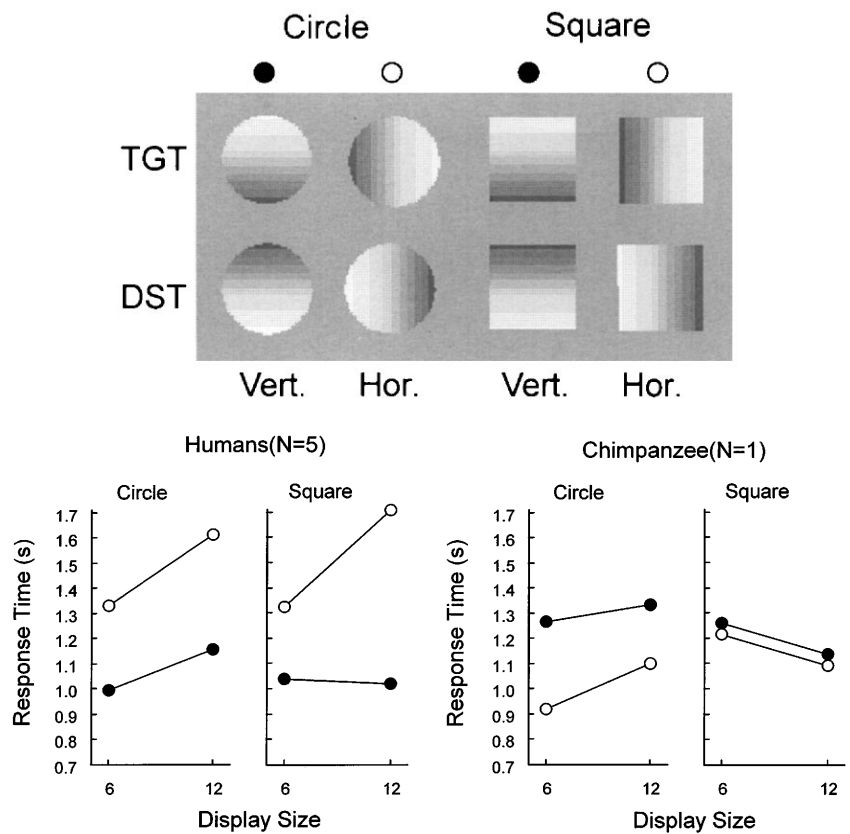 Circle Square
TGT
DST
Vert. Hor. Vert. Hor.
Humans(N=5)
Circle Square
Response Time (s)
1.7
1.6
1.5
1.4
1.3
1.2
1.1
1.0
0.9
0.8
0.7
6 12 6 12
Display Size
Chimpanzee(N=1)
Circle Square
Response Time (s)
1.7
1.6
1.5
1.4
1.3
1.2
1.1
1.0
0.9
0.8
0.7
6 12 6 12
Display Size